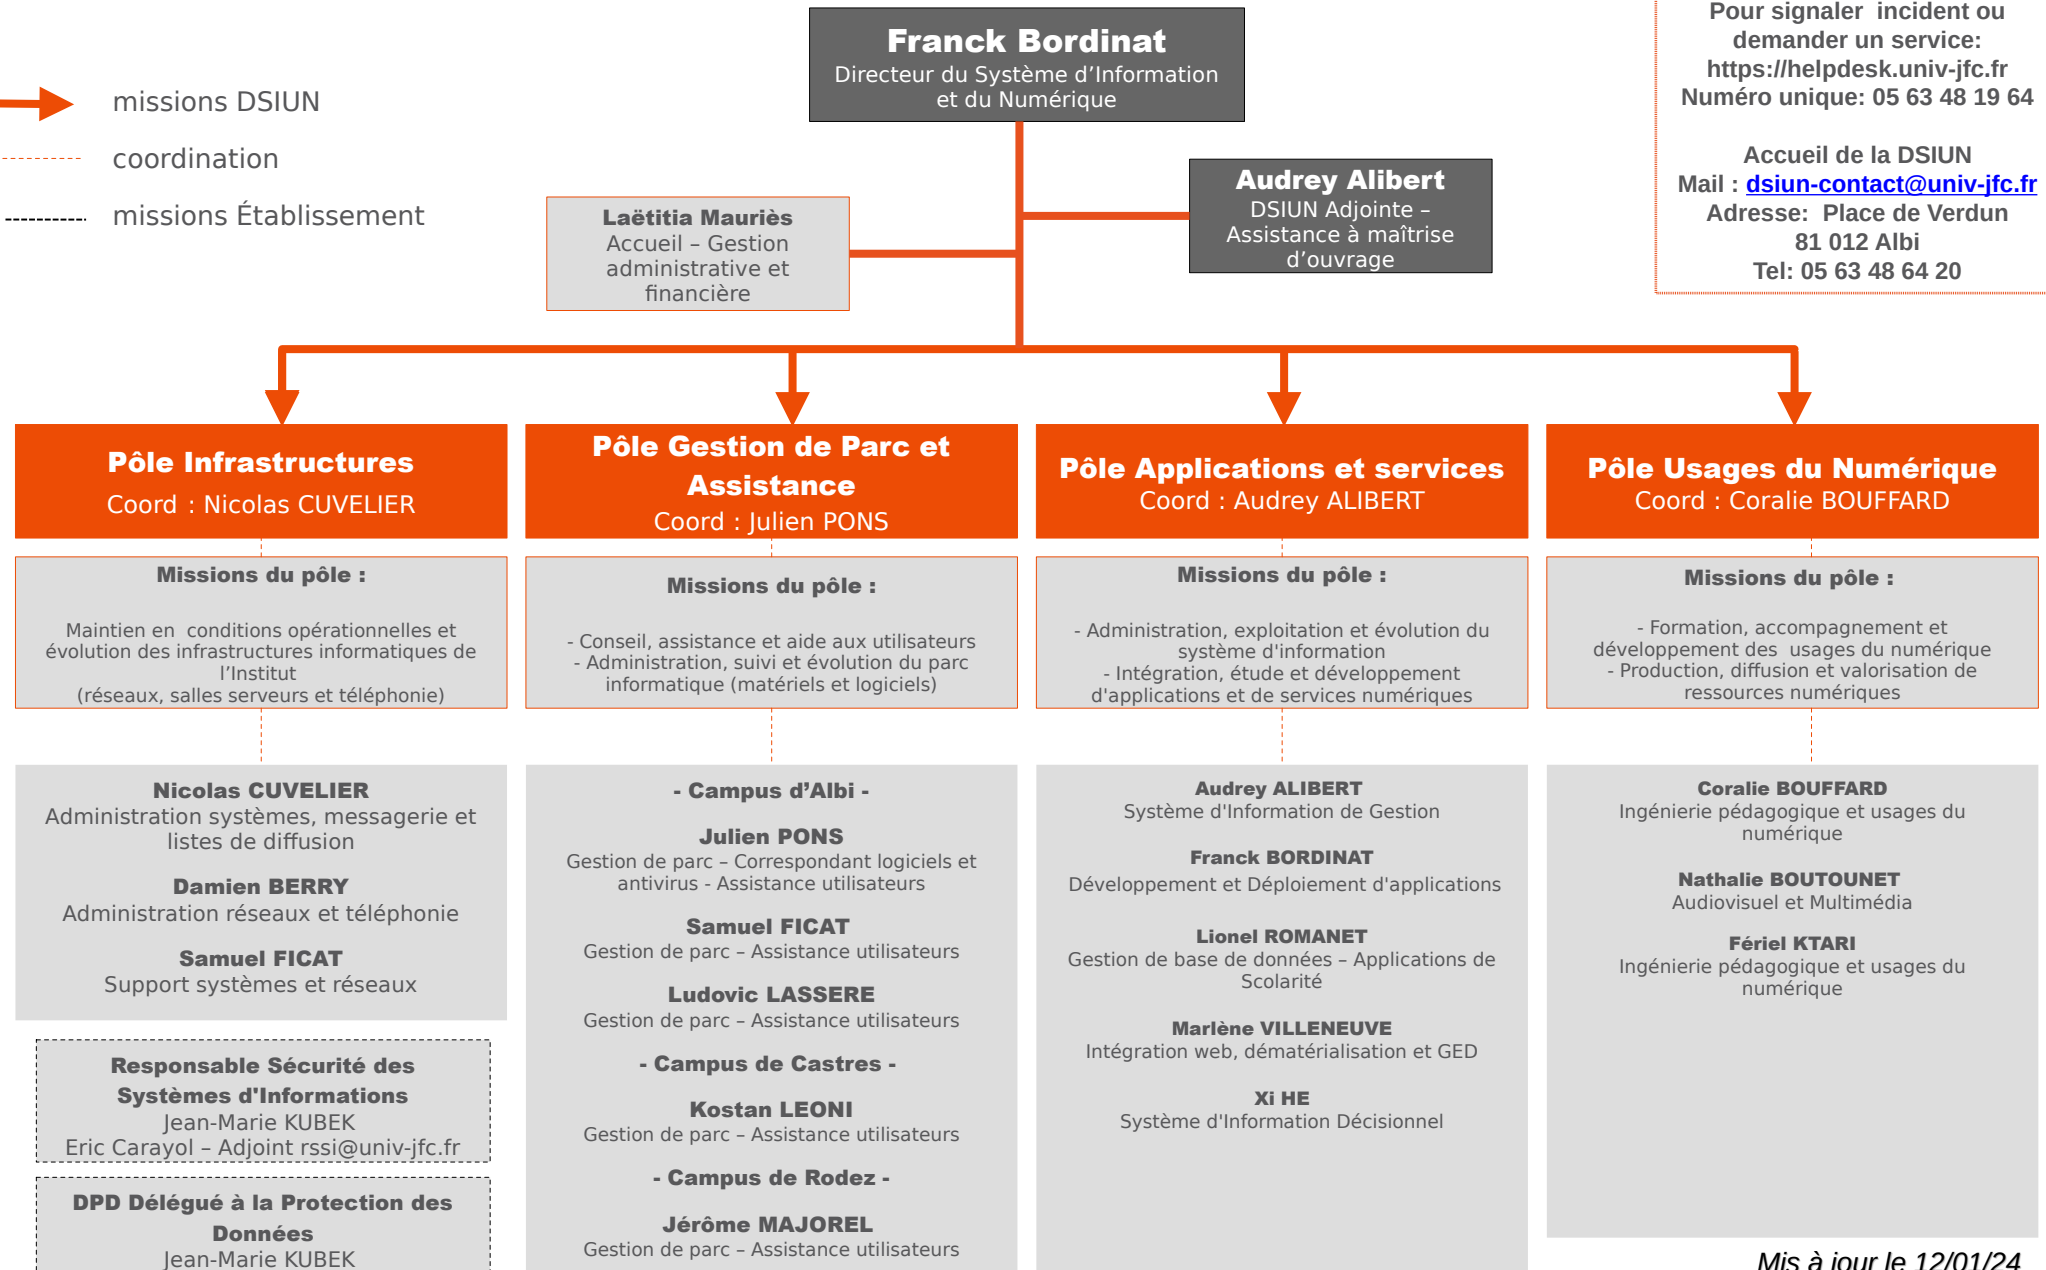 Franck Bordinat
Directeur du Système d’Information
et du Numérique
missions DSIUN
coordination
missions Établissement
Pour signaler  incident ou
demander un service:
https://helpdesk.univ-jfc.fr
Numéro unique: 05 63 48 19 64
Accueil de la DSIUN
Mail : dsiun-contact@univ-jfc.fr
Adresse:  Place de Verdun
81 012 Albi
Tel: 05 63 48 64 20
Audrey Alibert
DSIUN Adjointe –
Assistance à maîtrise
d’ouvrage
Laëtitia Mauriès
Accueil – Gestion
administrative et
financière
Pôle Infrastructures
Coord : Nicolas CUVELIER
Missions du pôle :
Maintien en  conditions opérationnelles et
évolution des infrastructures informatiques de
l’Institut
(réseaux, salles serveurs et téléphonie)
Nicolas CUVELIER
Administration systèmes, messagerie et
listes de diffusion
Damien BERRY
Administration réseaux et téléphonie
Samuel FICAT
Support systèmes et réseaux
Responsable Sécurité des
Systèmes d'Informations
Jean-Marie KUBEK
Eric Carayol – Adjoint rssi@univ-jfc.fr
DPD Délégué à la Protection des
Données
Jean-Marie KUBEK
Pôle Gestion de Parc et
Assistance
Coord : Julien PONS
Missions du pôle :
- Conseil, assistance et aide aux utilisateurs
- Administration, suivi et évolution du parc
informatique (matériels et logiciels)
- Campus d’Albi -
Julien PONS
Gestion de parc – Correspondant logiciels et
antivirus - Assistance utilisateurs
Samuel FICAT
Gestion de parc – Assistance utilisateurs
Ludovic LASSERE
Gestion de parc – Assistance utilisateurs
- Campus de Castres -
Kostan LEONI
Gestion de parc – Assistance utilisateurs
- Campus de Rodez -
Jérôme MAJOREL
Gestion de parc – Assistance utilisateurs
Pôle Applications et services
Coord : Audrey ALIBERT
Missions du pôle :
- Administration, exploitation et évolution du
système d'information
- Intégration, étude et développement
d'applications et de services numériques
Audrey ALIBERT
Système d'Information de Gestion
Franck BORDINAT
Développement et Déploiement d'applications
Lionel ROMANET
Gestion de base de données – Applications de
Scolarité
Marlène VILLENEUVE
Intégration web, dématérialisation et GED
Xi HE
Système d'Information Décisionnel
Pôle Usages du Numérique
Coord : Coralie BOUFFARD
Missions du pôle :
- Formation, accompagnement et
développement des  usages du numérique
- Production, diffusion et valorisation de
ressources numériques
Coralie BOUFFARD
Ingénierie pédagogique et usages du
numérique
Nathalie BOUTOUNET
Audiovisuel et Multimédia
Fériel KTARI
Ingénierie pédagogique et usages du
numérique
Mis à jour le 12/01/24